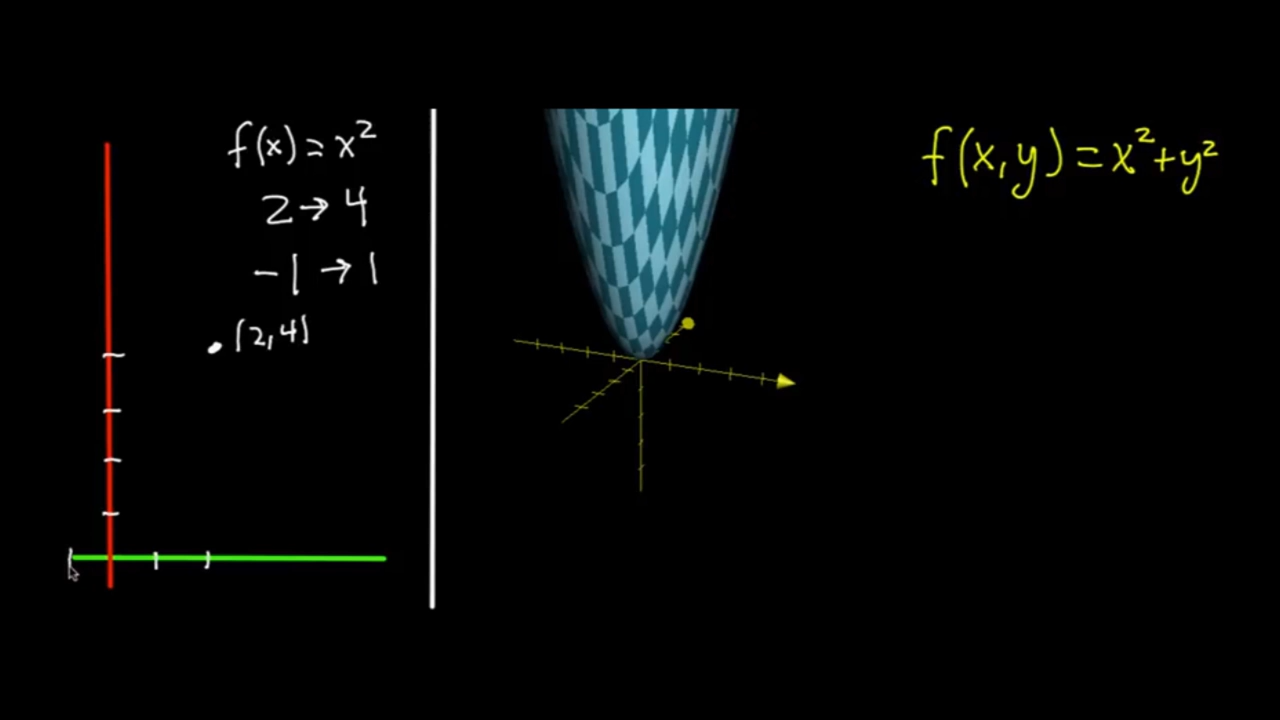 f(x) = x²
2 → 4
-1 → 1
(2,4)
f(x,y) = x² + y²